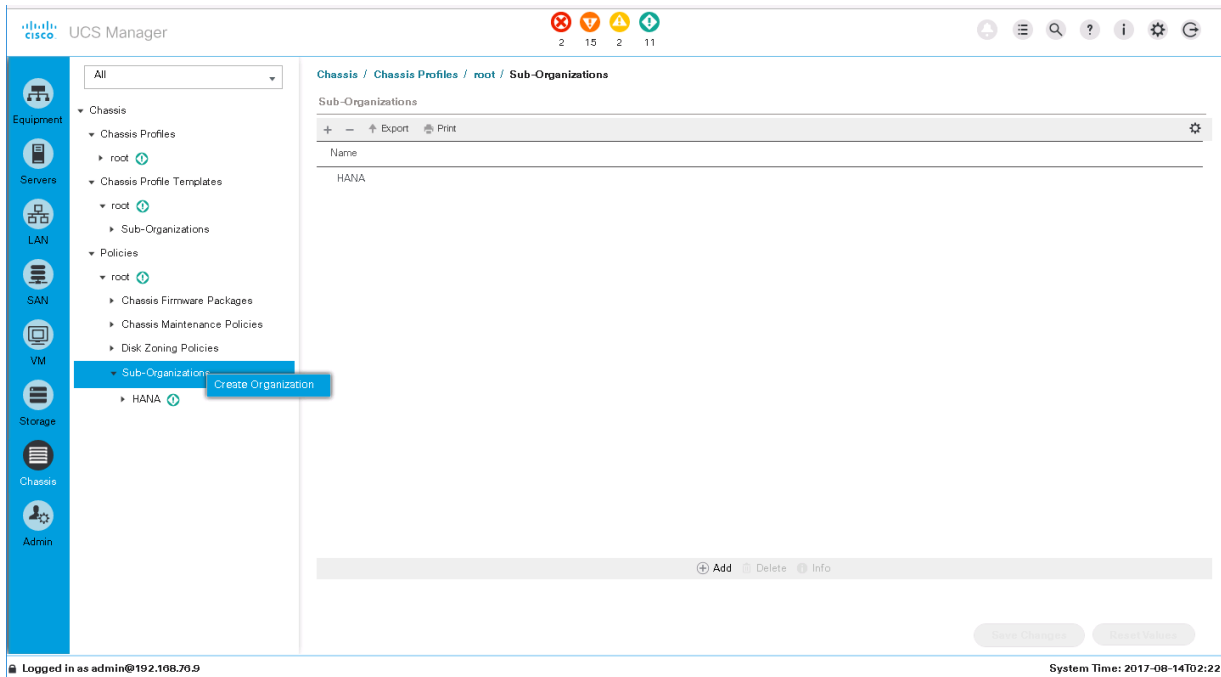 CISCO UCS Manager
2 15 2 11
Equipment
Servers
LAN
SAN
VM
Storage
Chassis
Admin
All
Chassis
Chassis Profiles
root
Chassis Profile Templates
root
Sub-Organizations
Policies
root
Chassis Firmware Packages
Chassis Maintenance Policies
Disk Zoning Policies
Sub-Organizations
Create Organization
HANA
Chassis / Chassis Profiles / root / Sub-Organizations
Sub-Organizations
+ − Export Print
Name
HANA
Add Delete Info
Save Changes Reset Values
Logged in as admin@192.168.76.9
System Time: 2017-08-14T02:22